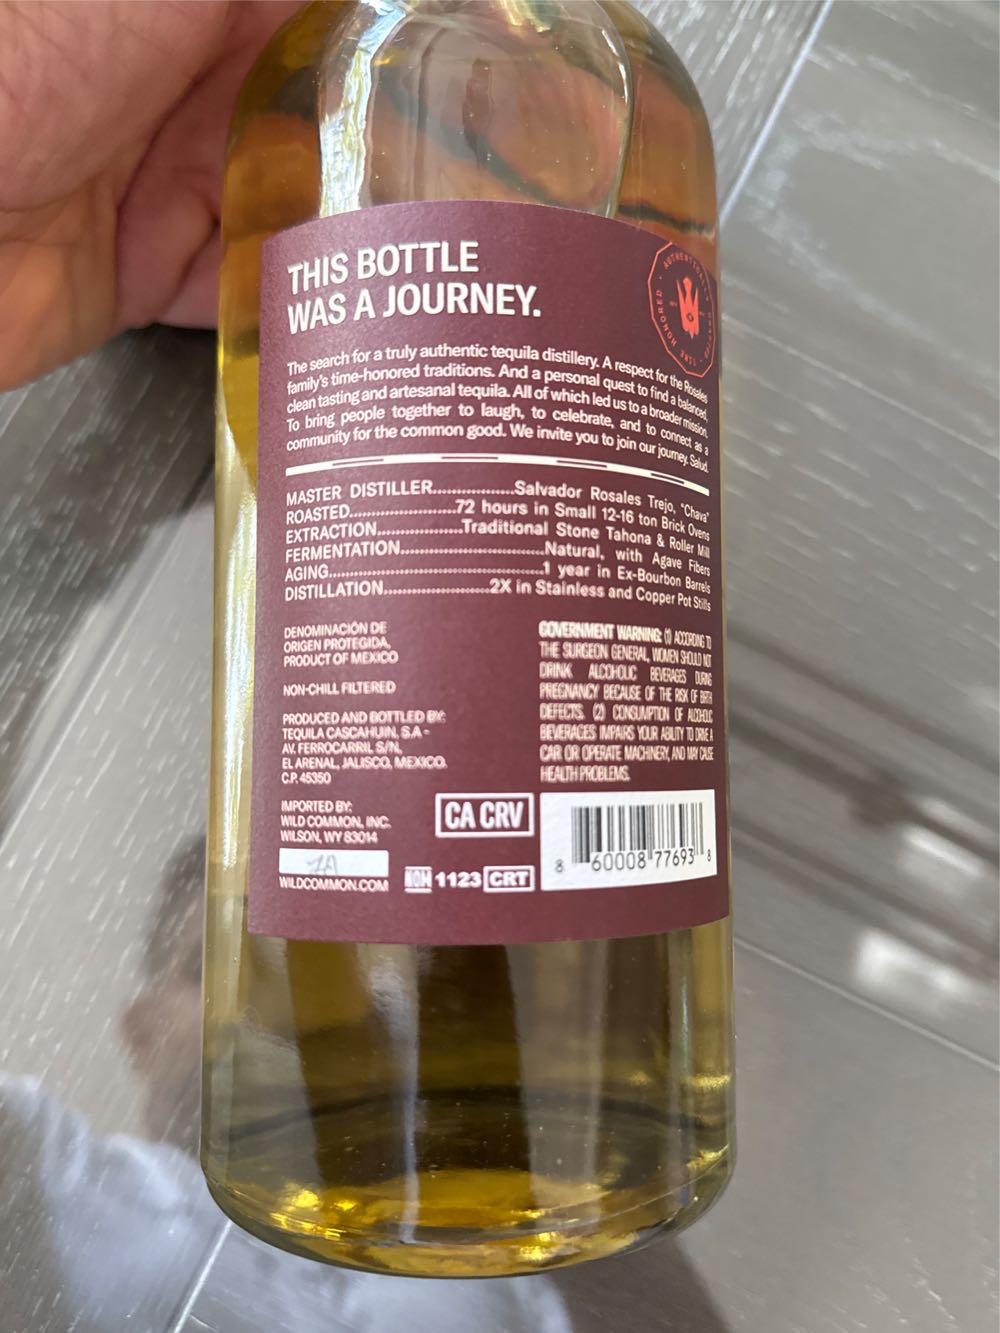 THIS BOTTLE
WAS A JOURNEY.
AUTHENTICALLY CRAFTED · TIME HONORED ·
The search for a truly authentic tequila distillery. A respect for the Rosales
family's time-honored traditions. And a personal quest to find a balanced,
clean tasting and artesanal tequila. All of which led us to a broader mission.
To bring people together to laugh, to celebrate, and to connect as a
community for the common good. We invite you to join our journey. Salud.
MASTER DISTILLER.................Salvador Rosales Trejo, "Chava"
ROASTED......................72 hours in Small 12-16 ton Brick Ovens
EXTRACTION.................Traditional Stone Tahona & Roller Mill
FERMENTATION.............................Natural, with Agave Fibers
AGING...........................................1 year in Ex-Bourbon Barrels
DISTILLATION.....................2X in Stainless and Copper Pot Stills
DENOMINACIÓN DE
ORIGEN PROTEGIDA,
PRODUCT OF MEXICO
NON-CHILL FILTERED
PRODUCED AND BOTTLED BY:
TEQUILA CASCAHUIN, S.A -
AV. FERROCARRIL S/N,
EL ARENAL, JALISCO, MEXICO.
C.P. 45350
IMPORTED BY:
WILD COMMON, INC.
WILSON, WY 83014
WILDCOMMON.COM
GOVERNMENT WARNING: (1) ACCORDING TO
THE SURGEON GENERAL, WOMEN SHOULD NOT
DRINK ALCOHOLIC BEVERAGES DURING
PREGNANCY BECAUSE OF THE RISK OF BIRTH
DEFECTS. (2) CONSUMPTION OF ALCOHOLIC
BEVERAGES IMPAIRS YOUR ABILITY TO DRIVE A
CAR OR OPERATE MACHINERY, AND MAY CAUSE
HEALTH PROBLEMS.
CA CRV
NOM 1123 CRT
8 60008 77693 8